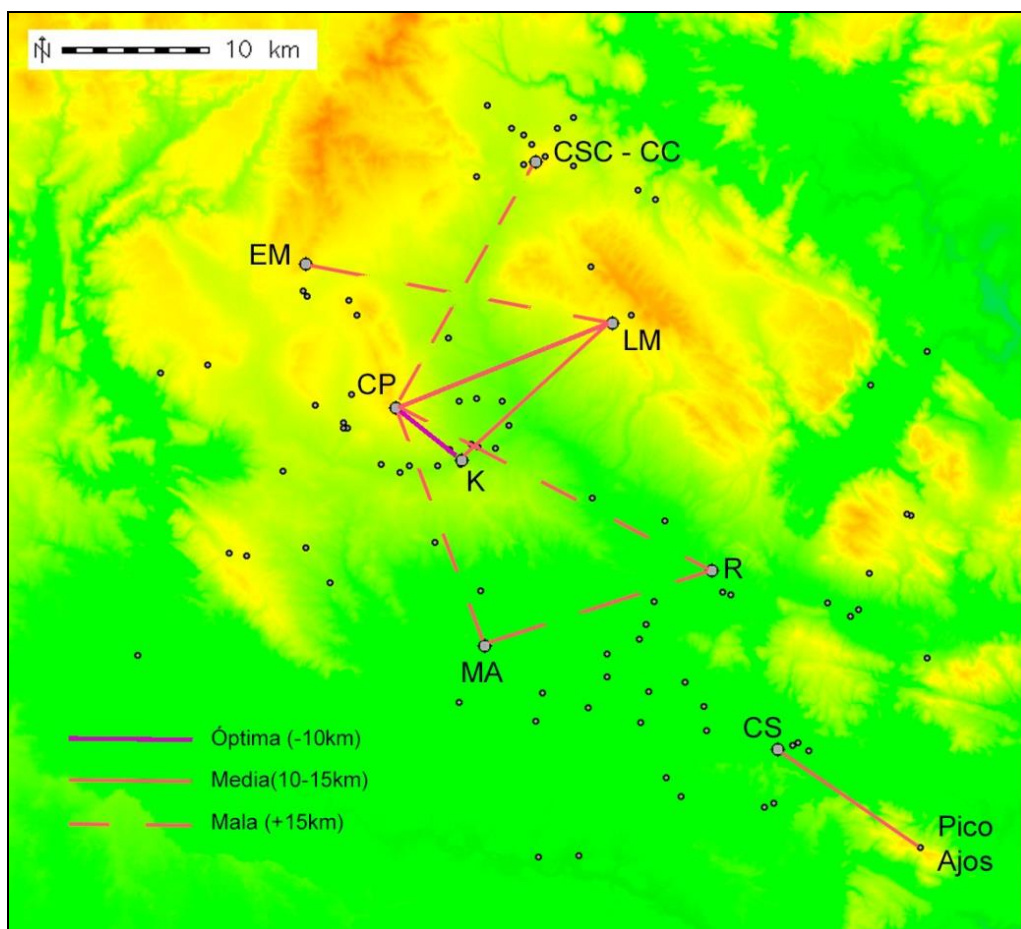 N
10 km
CSC - CC
EM
LM
CP
K
R
MA
CS
Óptima (-10km)
Media(10-15km)
Mala (+15km)
Pico
Ajos